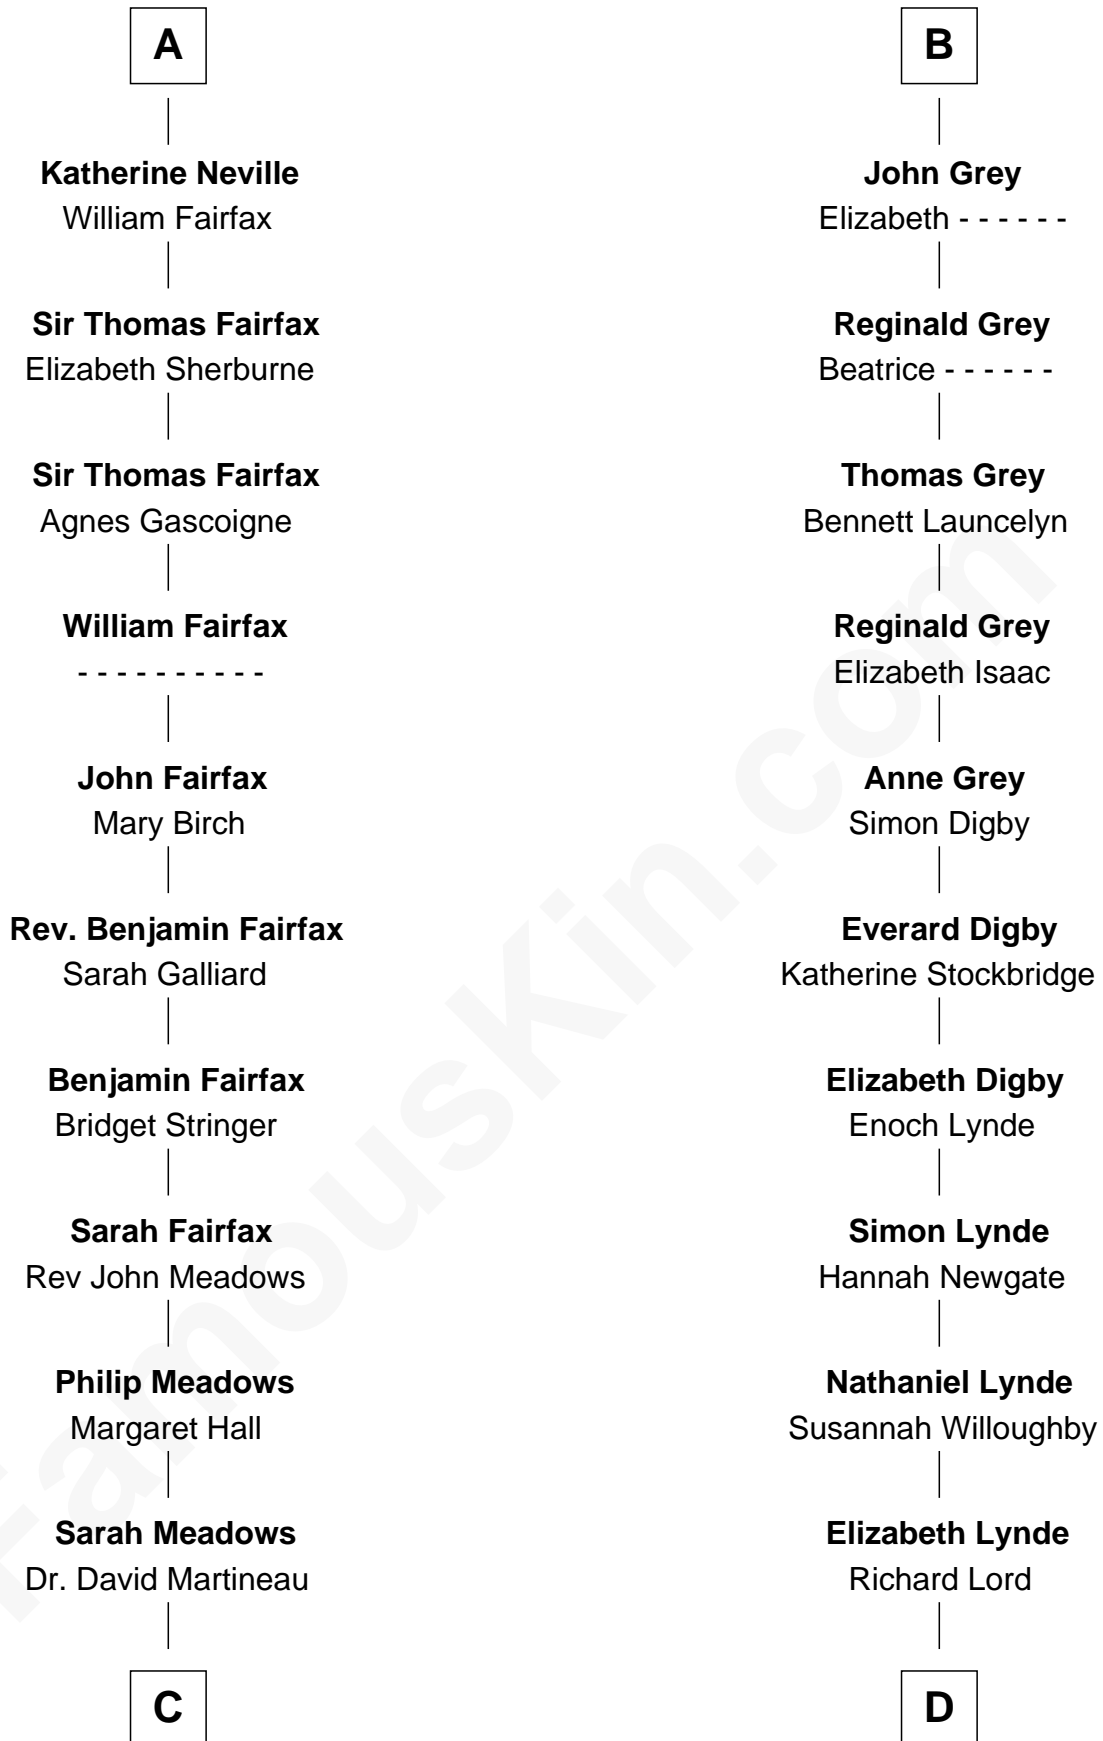 A
Katherine Neville
William Fairfax
Sir Thomas Fairfax
Elizabeth Sherburne
Sir Thomas Fairfax
Agnes Gascoigne
William Fairfax
- - - - - - - - - -
John Fairfax
Mary Birch
Rev. Benjamin Fairfax
Sarah Galliard
Benjamin Fairfax
Bridget Stringer
Sarah Fairfax
Rev John Meadows
Philip Meadows
Margaret Hall
Sarah Meadows
Dr. David Martineau
C
B
John Grey
Elizabeth - - - - - -
Reginald Grey
Beatrice - - - - - -
Thomas Grey
Bennett Launcelyn
Reginald Grey
Elizabeth Isaac
Anne Grey
Simon Digby
Everard Digby
Katherine Stockbridge
Elizabeth Digby
Enoch Lynde
Simon Lynde
Hannah Newgate
Nathaniel Lynde
Susannah Willoughby
Elizabeth Lynde
Richard Lord
D
FamousKin.com